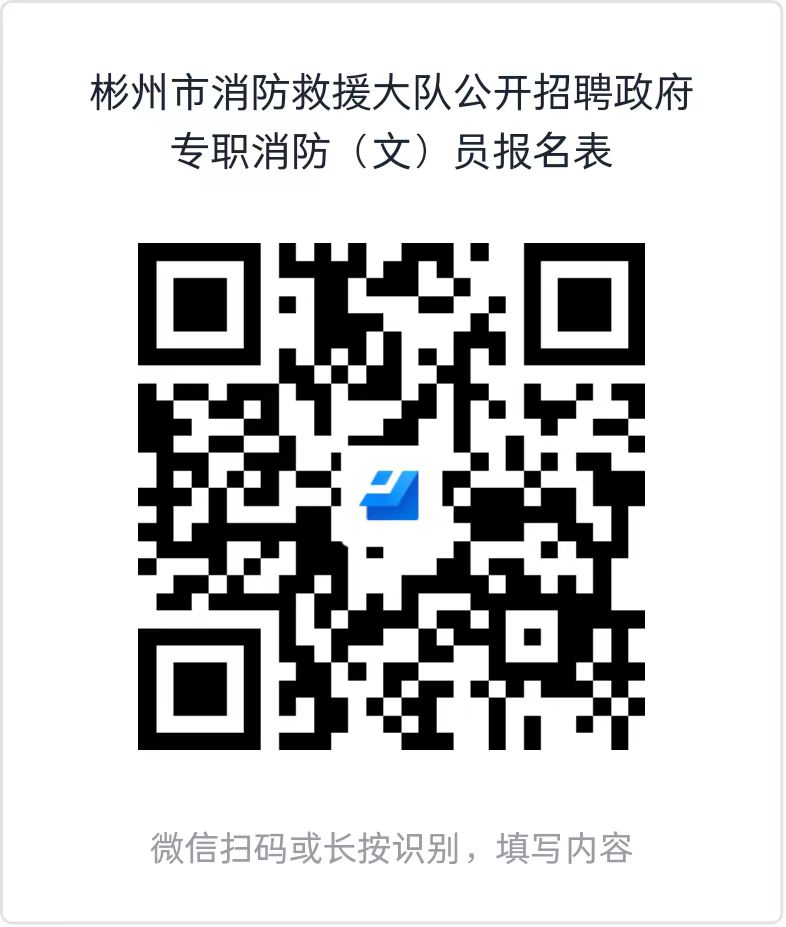 彬州市消防救援大队公开招聘政府
专职消防（文）员报名表
微信扫码或长按识别，填写内容